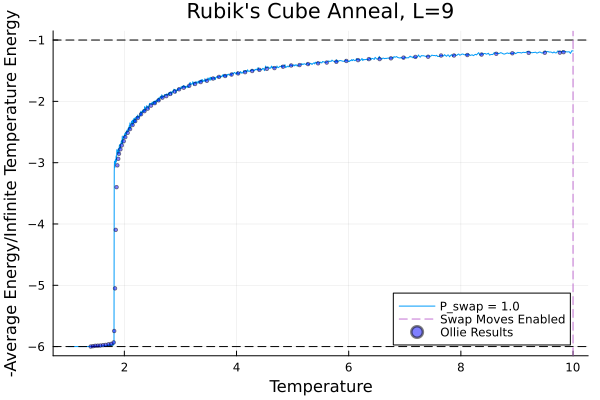 Rubik's Cube Anneal, L=9
-Average Energy/Infinite Temperature Energy
−1
−2
−3
−4
−5
−6
2
4
6
8
10
Temperature
P_swap = 1.0
Swap Moves Enabled
Ollie Results